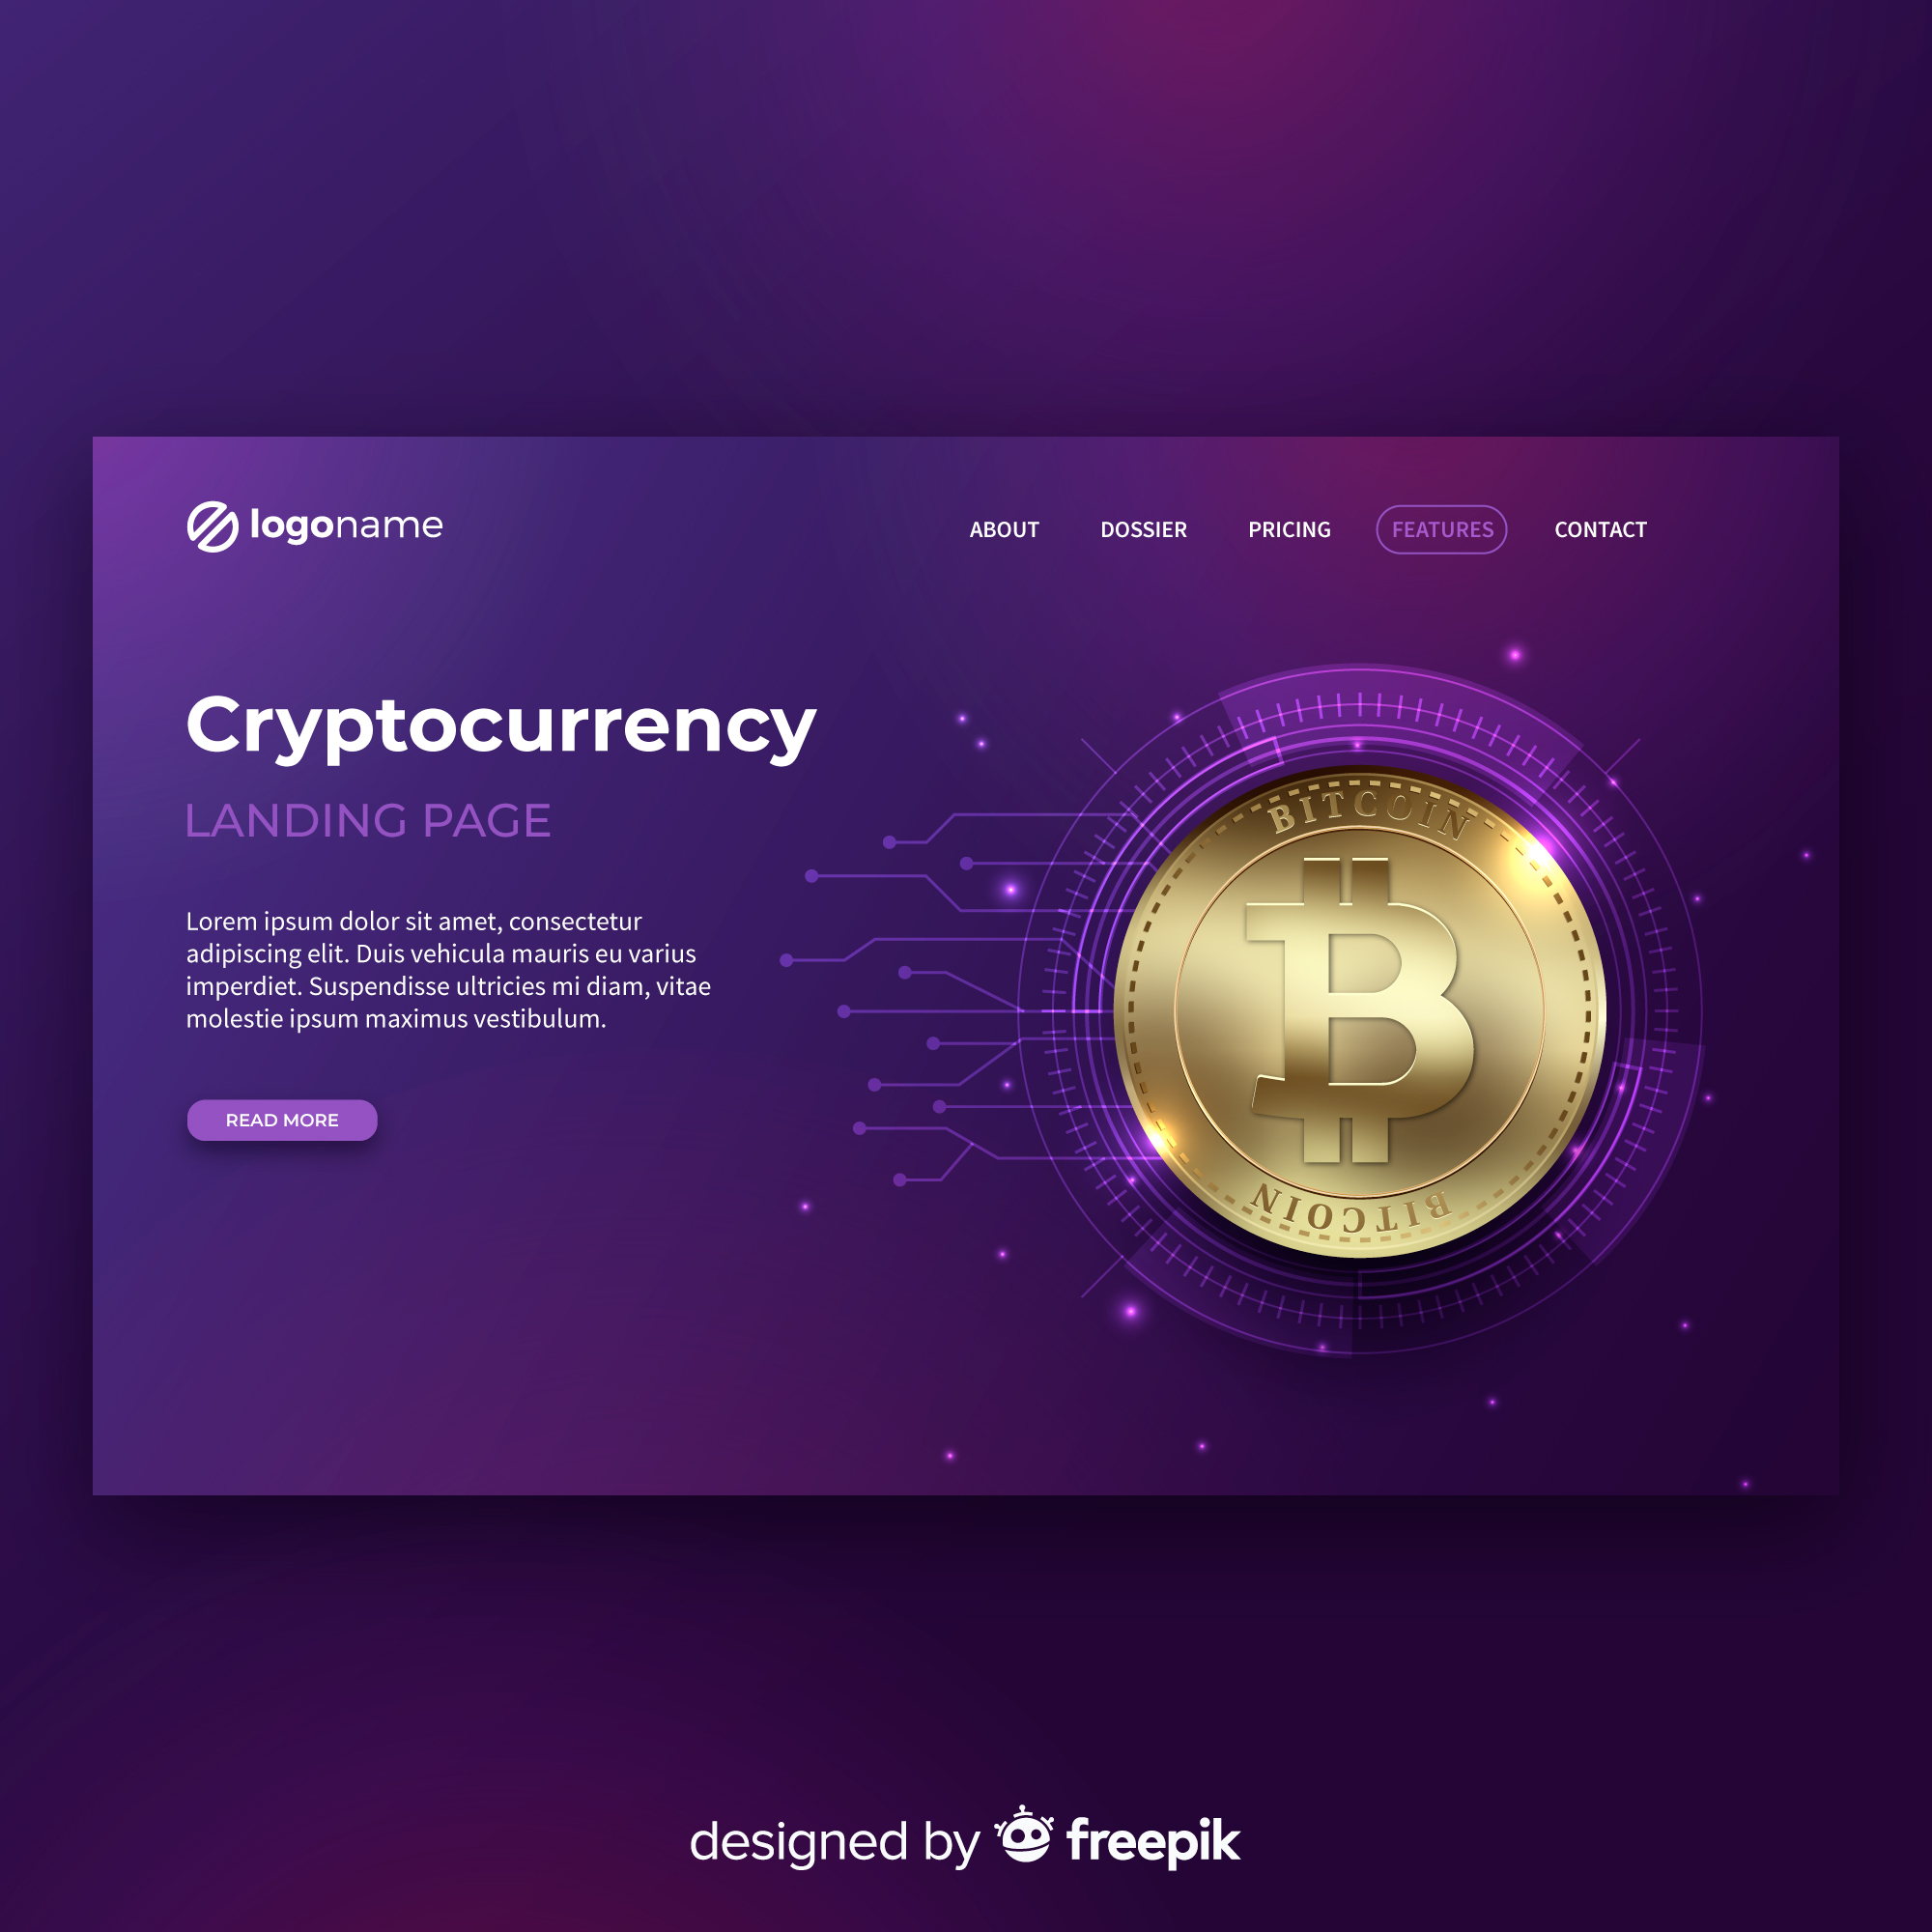 logoname
ABOUT DOSSIER PRICING FEATURES CONTACT
Cryptocurrency
LANDING PAGE
Lorem ipsum dolor sit amet, consectetur
adipiscing elit. Duis vehicula mauris eu varius
imperdiet. Suspendisse ultricies mi diam, vitae
molestie ipsum maximus vestibulum.
READ MORE
BITCOIN
BITCOIN
designed by freepik